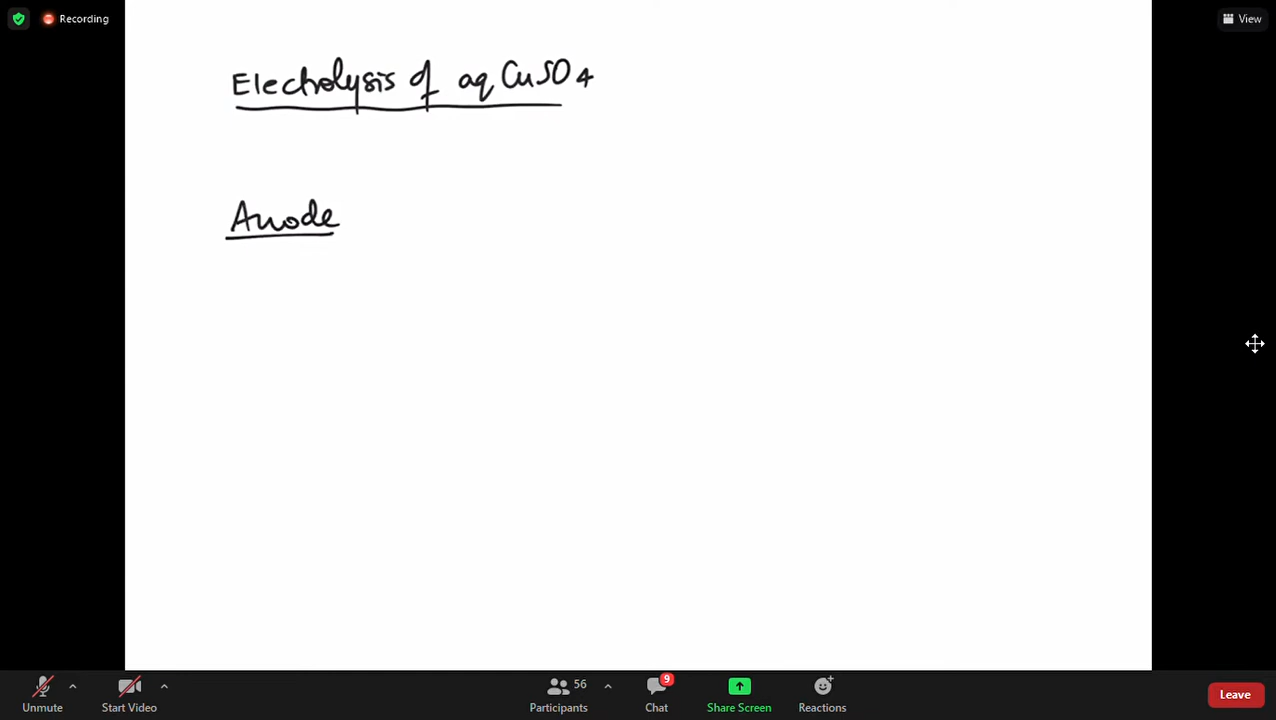 Recording
View
Electrolysis of aq CuSO4
Anode
Unmute
Start Video
56
Participants
9
Chat
Share Screen
Reactions
Leave